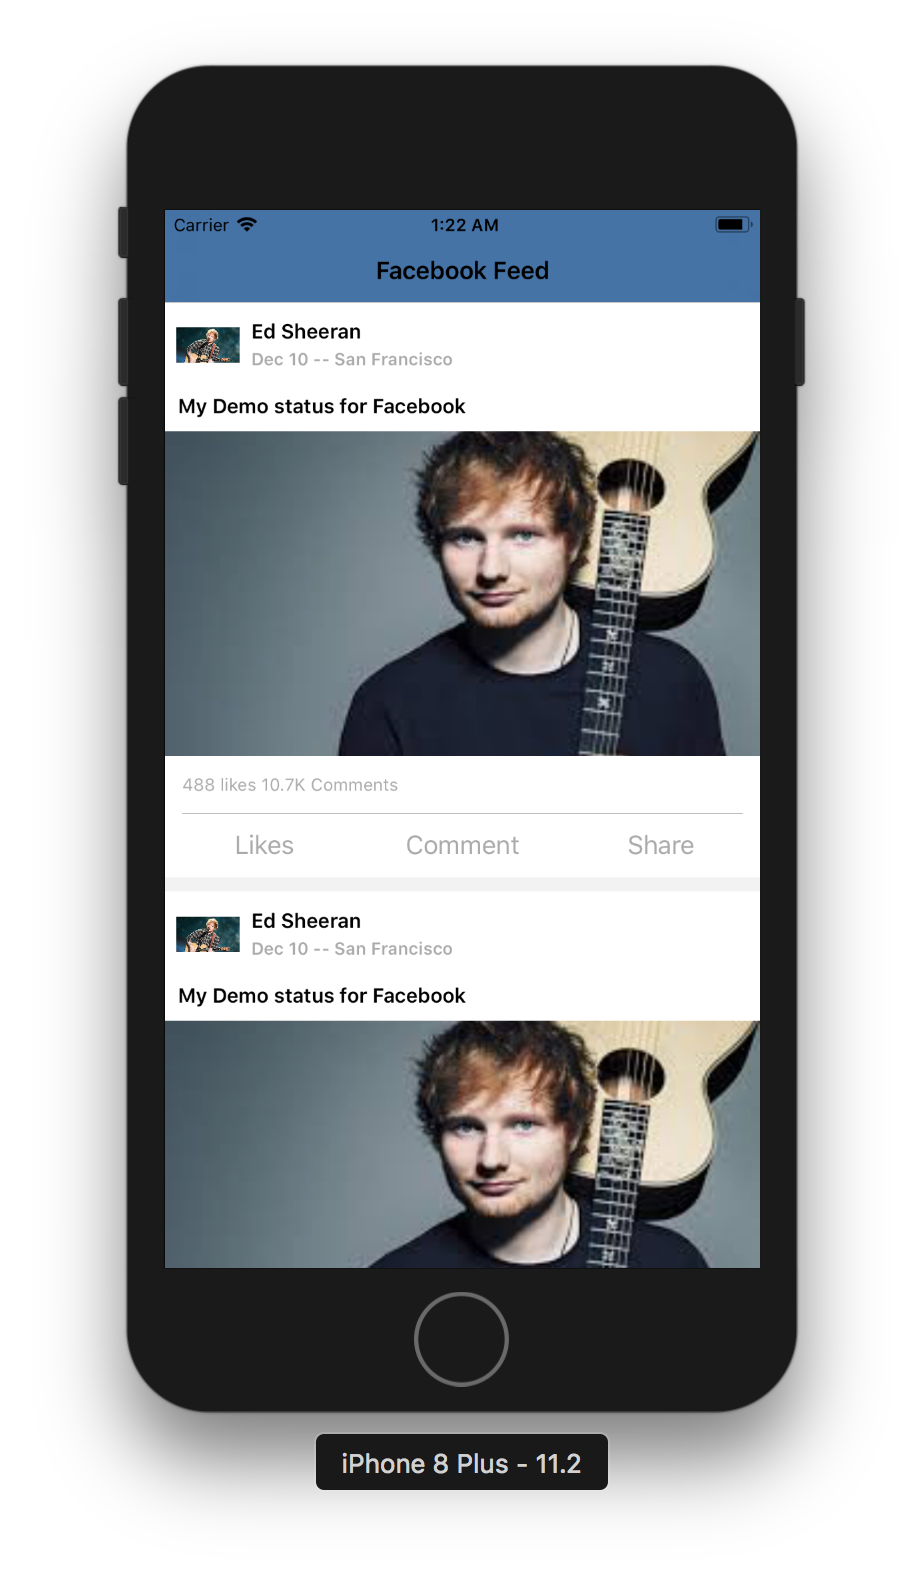 Carrier 1:22 AM
Facebook Feed
Ed Sheeran
Dec 10 -- San Francisco
My Demo status for Facebook
488 likes 10.7K Comments
Likes Comment Share
Ed Sheeran
Dec 10 -- San Francisco
My Demo status for Facebook
iPhone 8 Plus - 11.2